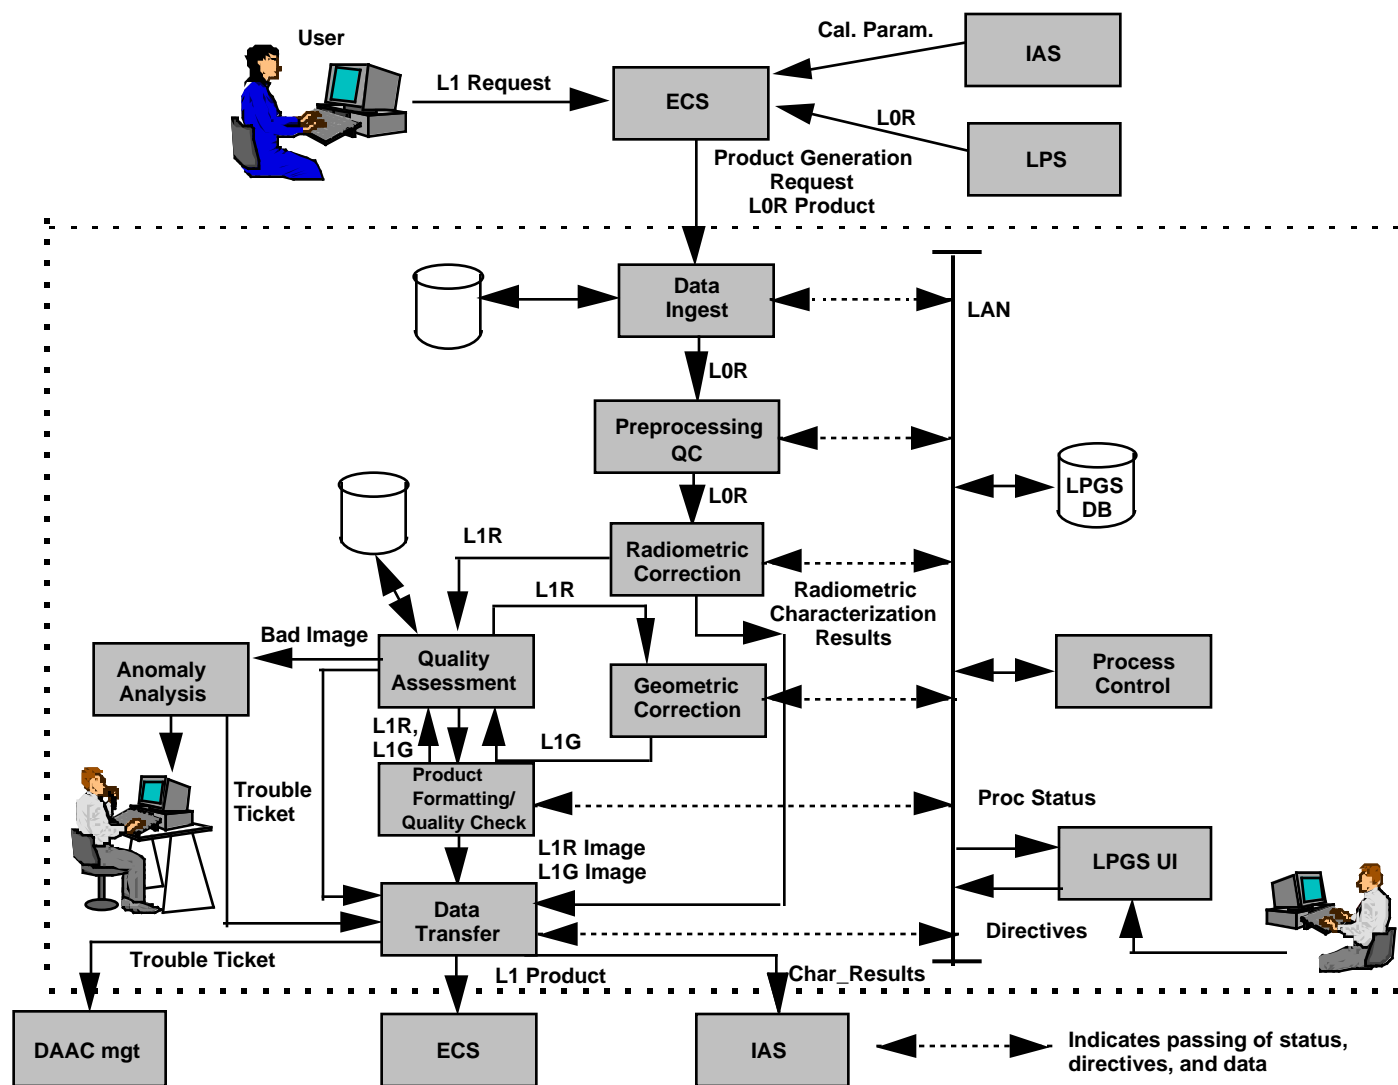 User
Cal. Param.
IAS
L1 Request
ECS
L0R
LPS
Product Generation
Request
L0R Product
Data
Ingest
LAN
L0R
Preprocessing
QC
LPGS
DB
L0R
L1R
Radiometric
Correction
L1R
Radiometric
Characterization
Results
Bad Image
Anomaly
Analysis
Quality
Assessment
Geometric
Correction
Process
Control
L1R,
L1G
L1G
Trouble
Ticket
Product
Formatting/
Quality Check
Proc Status
L1R Image
L1G Image
LPGS UI
Data
Transfer
Directives
Trouble Ticket
L1 Product
Char_Results
DAAC mgt
ECS
IAS
Indicates passing of status,
directives, and data